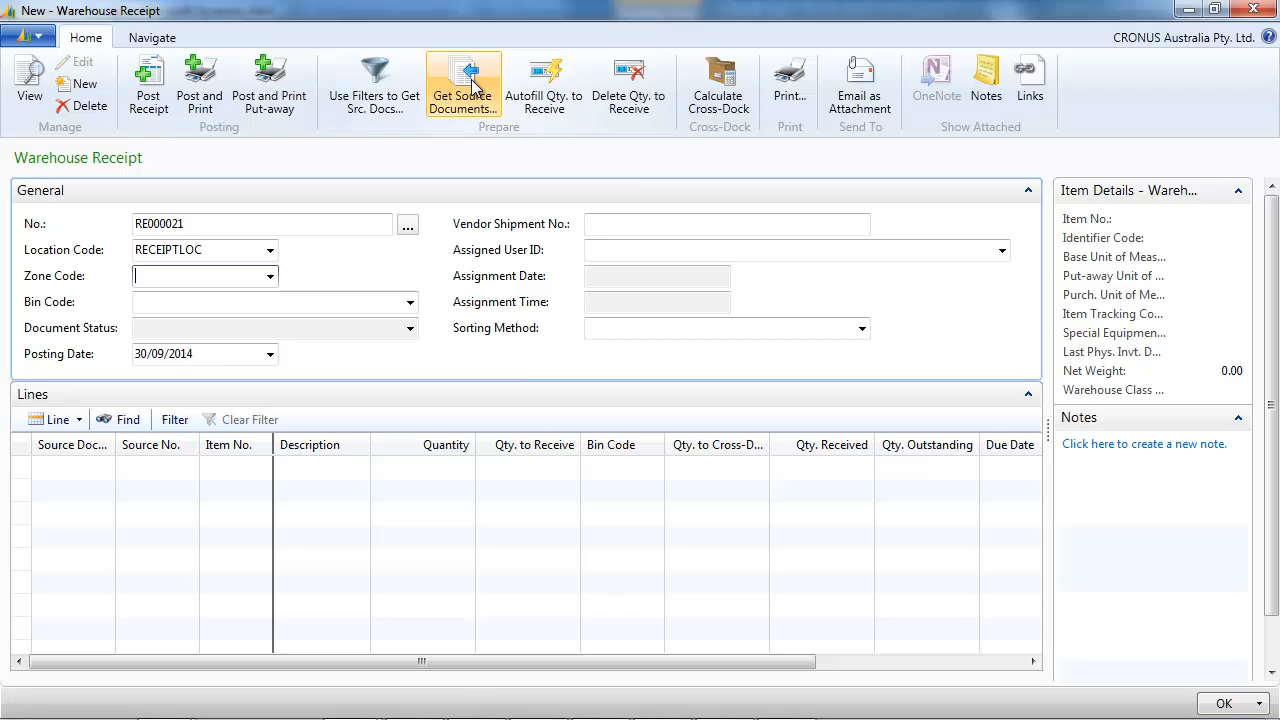 New - Warehouse Receipt
Home
Navigate
CRONUS Australia Pty. Ltd.
View
Edit
New
Delete
Manage
Post Receipt
Post and Print
Post and Print Put-away
Posting
Use Filters to Get Src. Docs...
Get Source Documents...
Autofill Qty. to Receive
Delete Qty. to Receive
Prepare
Calculate Cross-Dock
Cross-Dock
Print...
Print
Email as Attachment
Send To
OneNote
Notes
Links
Show Attached
Warehouse Receipt
General
No.: RE000021 ...
Location Code: RECEIPTLOC
Zone Code:
Bin Code:
Document Status:
Posting Date: 30/09/2014
Vendor Shipment No.:
Assigned User ID:
Assignment Date:
Assignment Time:
Sorting Method:
Lines
Line Find Filter Clear Filter
Source Doc... Source No. Item No. Description Quantity Qty. to Receive Bin Code Qty. to Cross-D... Qty. Received Qty. Outstanding Due Date
Item Details - Wareh...
Item No.:
Identifier Code:
Base Unit of Meas...
Put-away Unit of ...
Purch. Unit of Me...
Item Tracking Co...
Special Equipmen...
Last Phys. Invt. D...
Net Weight: 0.00
Warehouse Class ...
Notes
Click here to create a new note.
OK